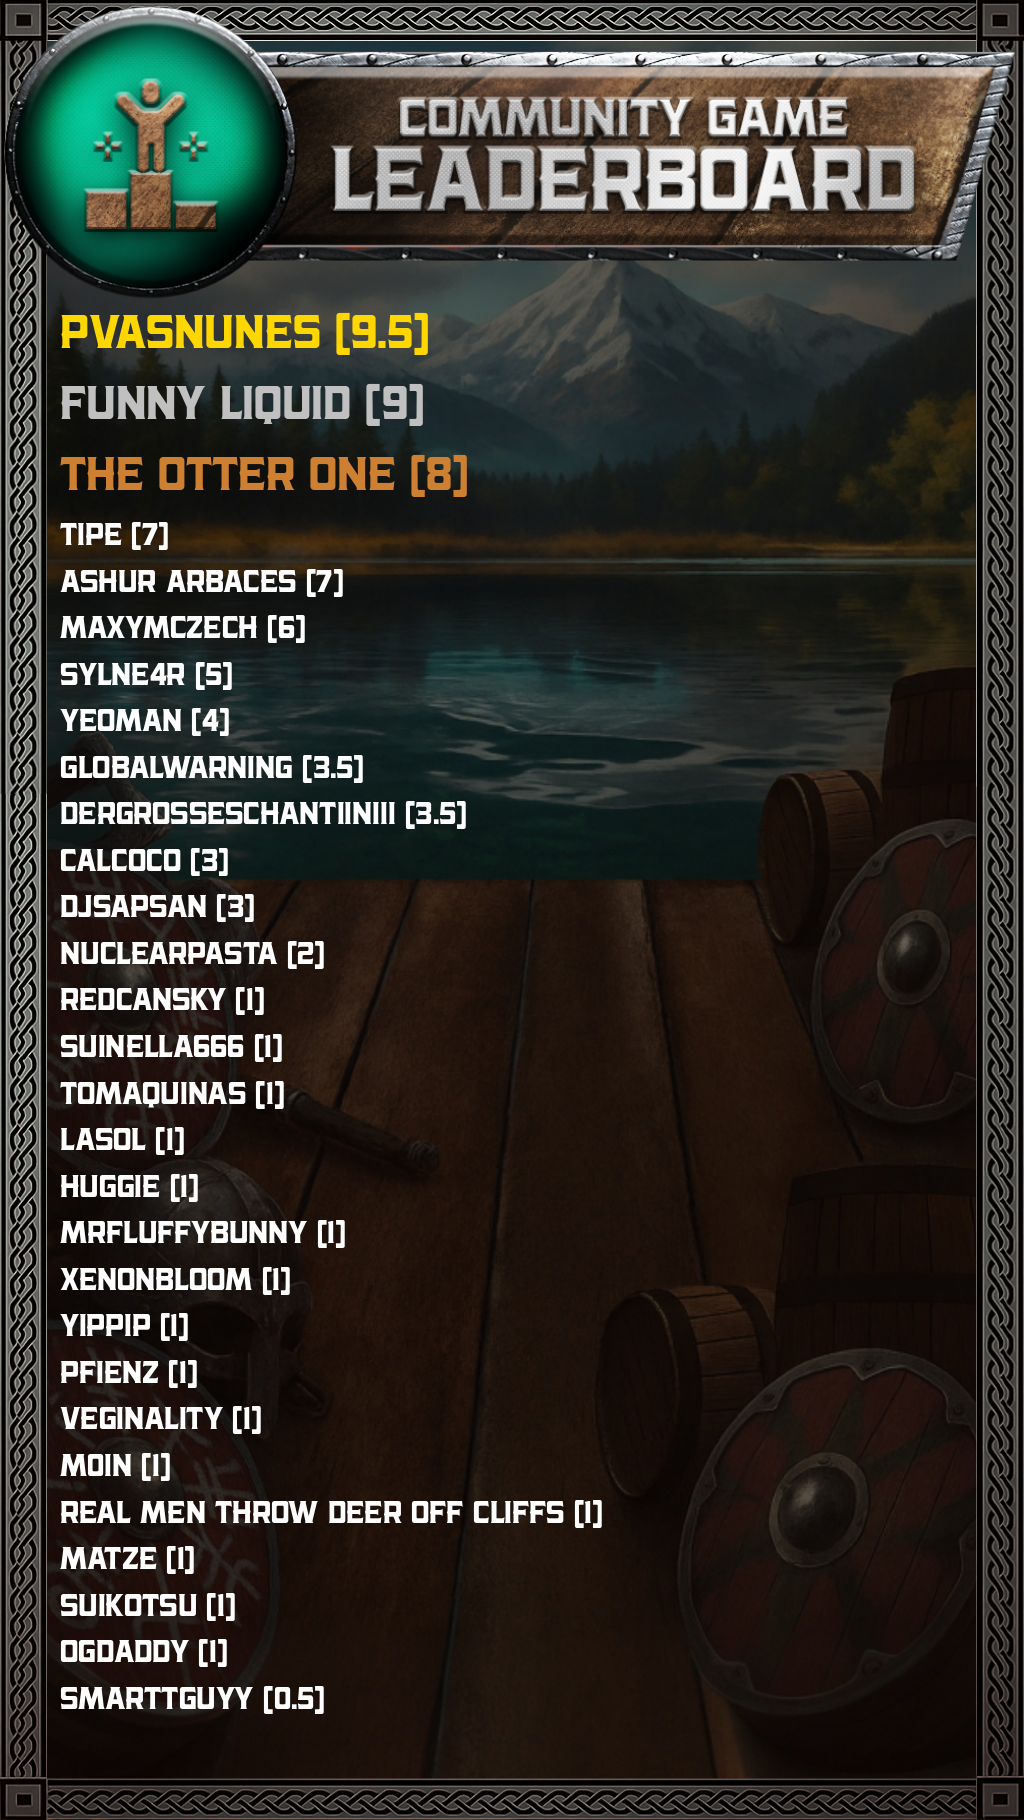 COMMUNITY GAME
LEADERBOARD
PVASNUNES [9.5]
FUNNY LIQUID [9]
THE OTTER ONE [8]
TIPE [7]
ASHUR ARBACES [7]
MAXYMCZECH [6]
SYLNE4R [5]
YEOMAN [4]
GLOBALWARNING [3.5]
DERGROSSESCHANTIINIII [3.5]
CALCOCO [3]
DJSAPSAN [3]
NUCLEARPASTA [2]
REDCANSKY [1]
SUINELLA666 [1]
TOMAQUINAS [1]
LASOL [1]
HUGGIE [1]
MRFLUFFYBUNNY [1]
XENONBLOOM [1]
YIPPIP [1]
PFIENZ [1]
VEGINALITY [1]
MOIN [1]
REAL MEN THROW DEER OFF CLIFFS [1]
MATZE [1]
SUIKOTSU [1]
OGDADDY [1]
SMARTTGUYY [0.5]